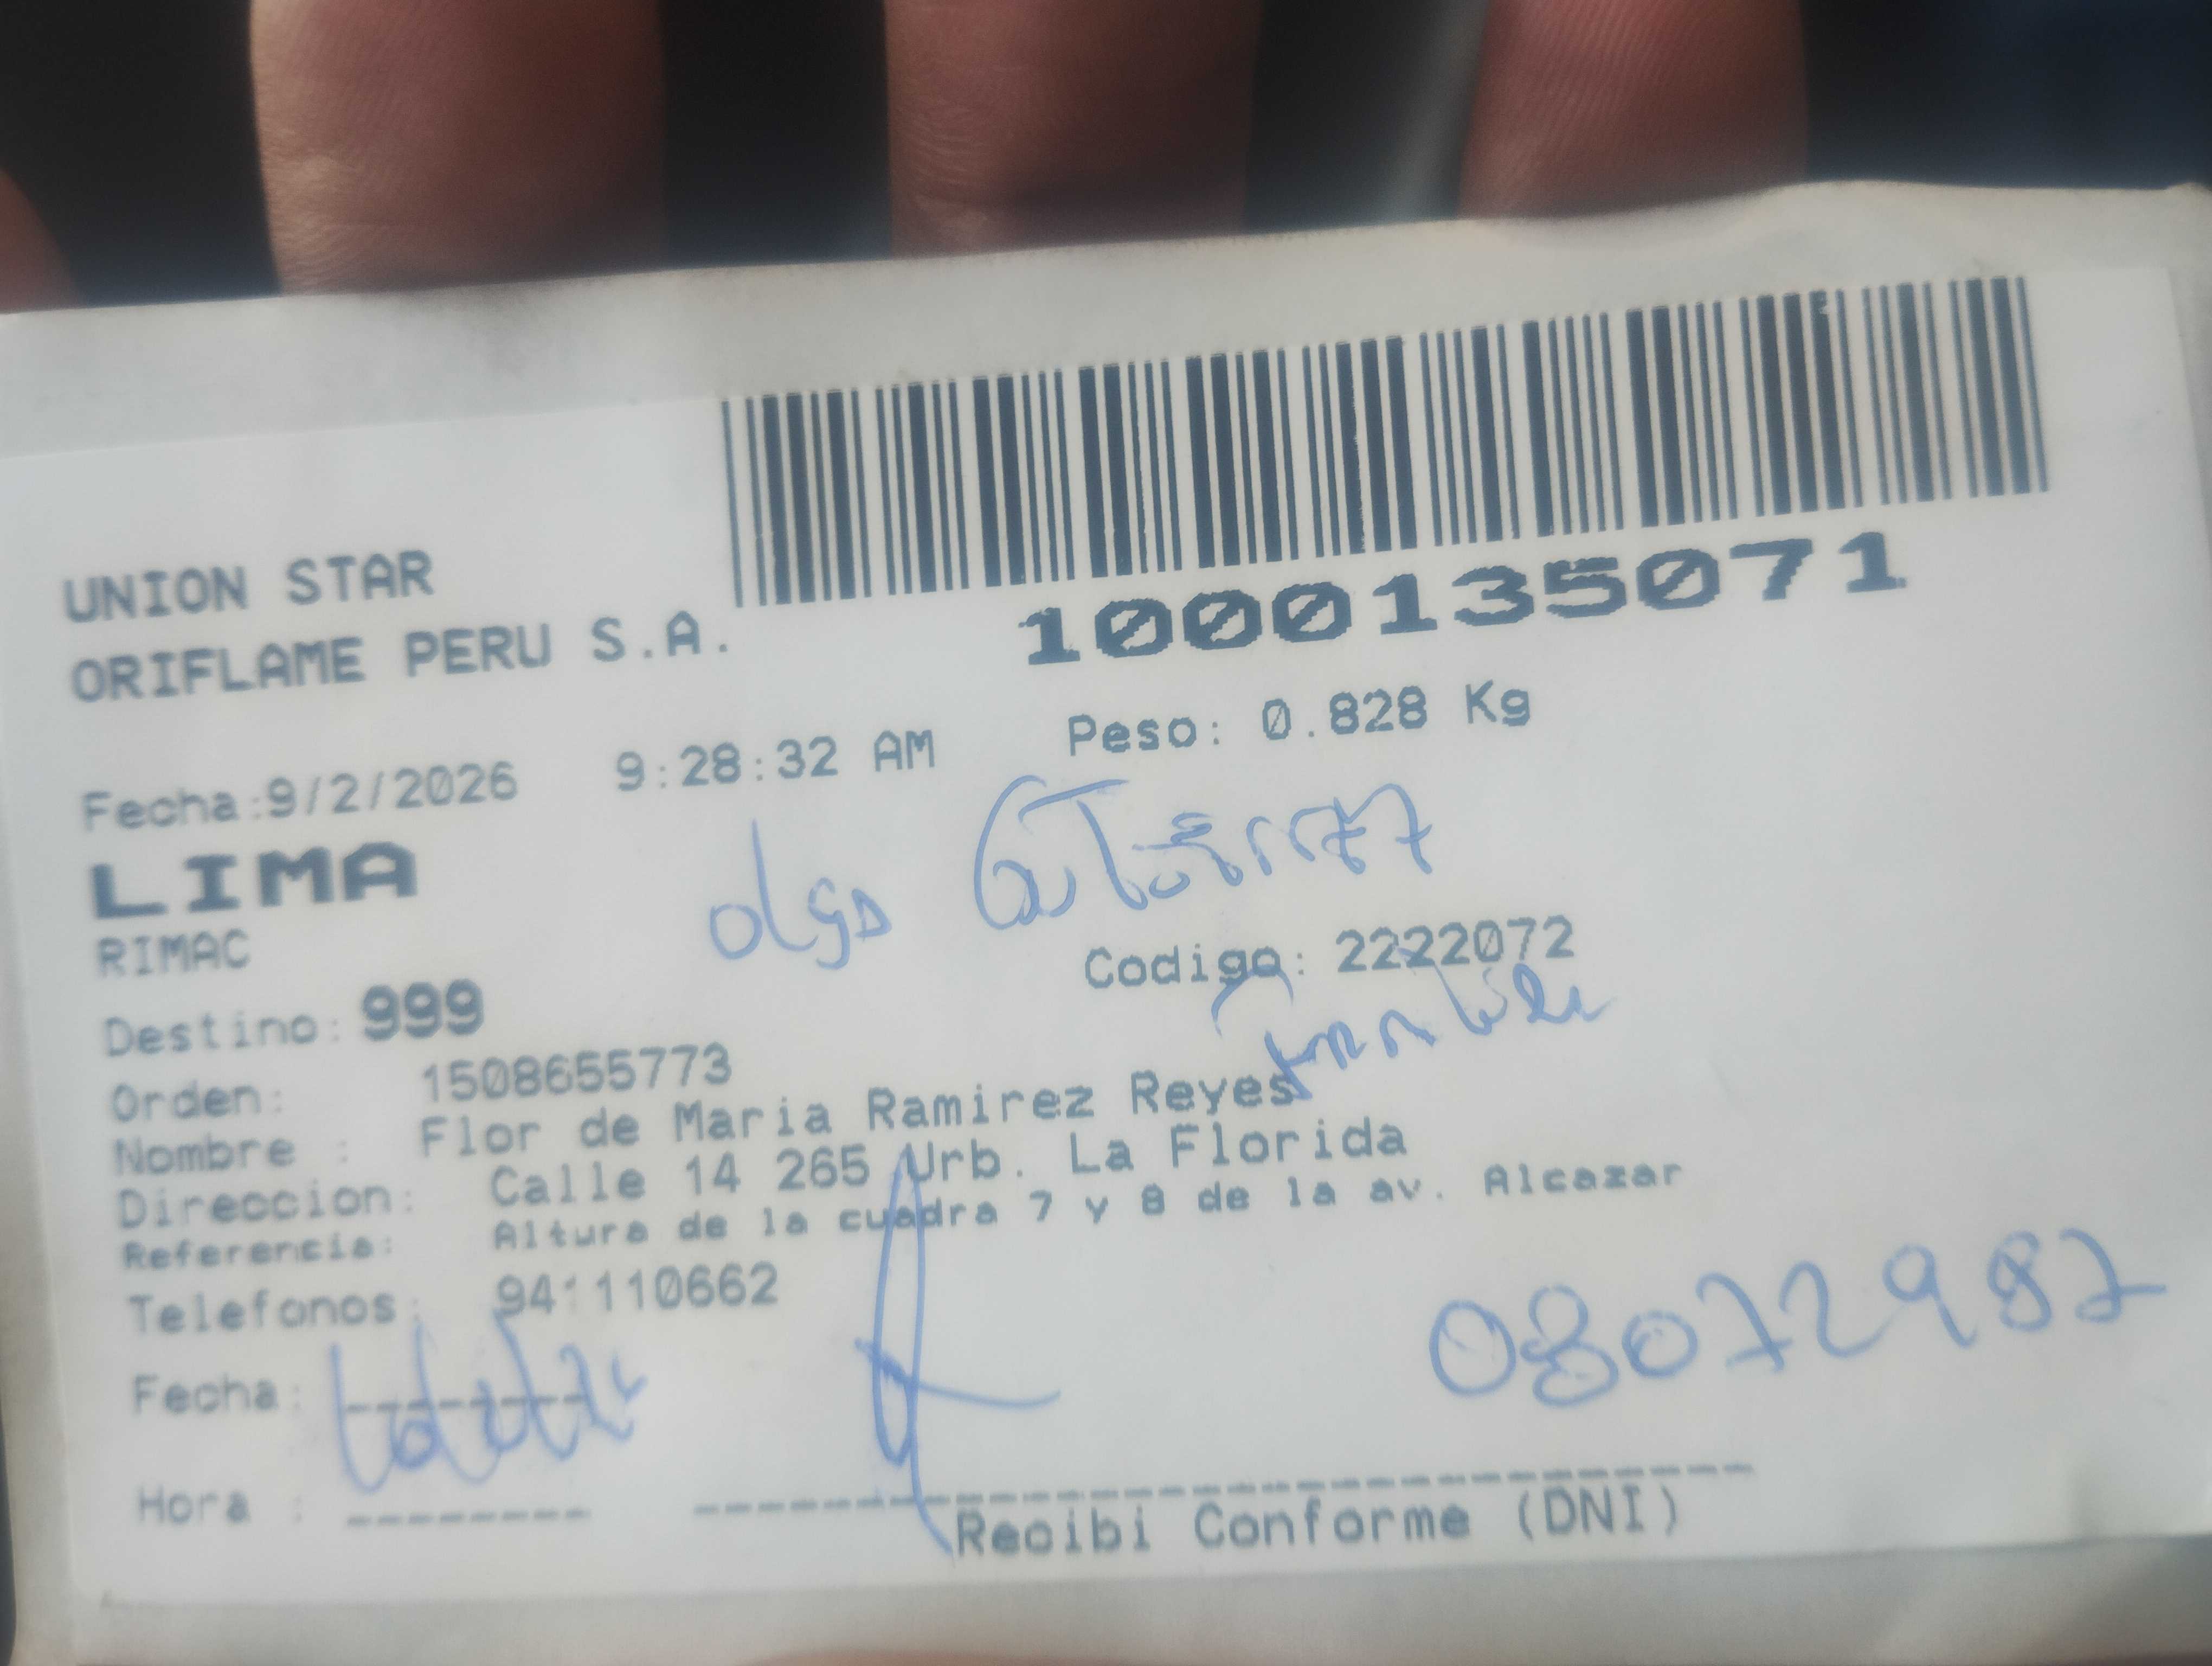 1000135071
UNION STAR
ORIFLAME PERU S.A.
Fecha:9/2/2026 9:28:32 AM Peso: 0.828 Kg
LIMA
olga
RIMAC
Codigo: 2222072
Destino: 999
Orden: 1508655773
Nombre : Flor de Maria Ramirez Reyes
Direccion: Calle 14 265 Urb. La Florida
Referencia: Altura de la cuadra 7 y 8 de la av. Alcazar
Telefonos: 941110662
08072987
Fecha:
Hora :
Recibi Conforme (DNI)